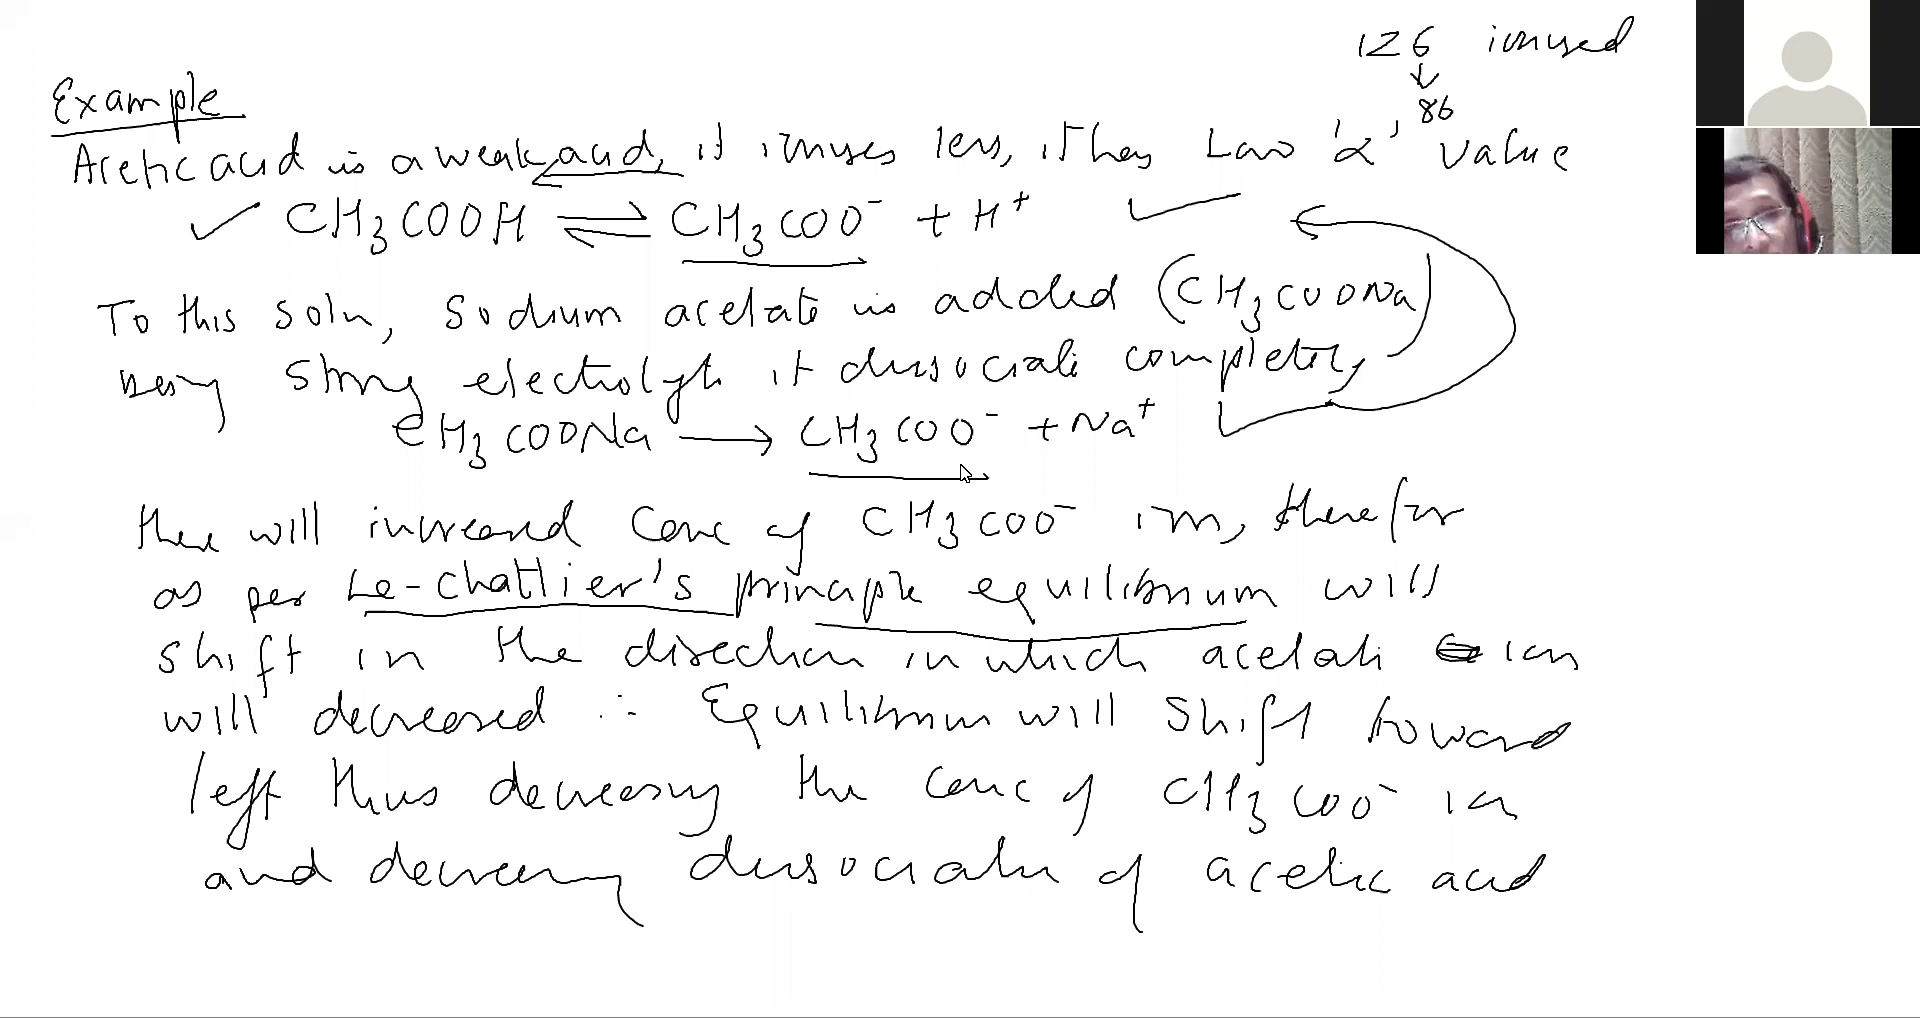 126 ionised
↓
86
Example
Acetic acid is a weak acid, it ionises less, it has Low 'α' value
CH3COOH ⇌ CH3COO⁻ + H⁺
To this soln, Sodium acetate is added (CH3COONa)
being strong electrolyte it dissociate completely
CH3COONa ⟶ CH3COO⁻ + Na⁺
there will increased Conc of CH3COO⁻ ion, therefor
as per Le-Chatlier's principle equilibrium will
shift in the direction in which acetate ion
will decreased ∴ Equilibrium will shift toward
left thus decreasing the conc of CH3COO⁻ ion
and decreasing dissociation of acetic acid